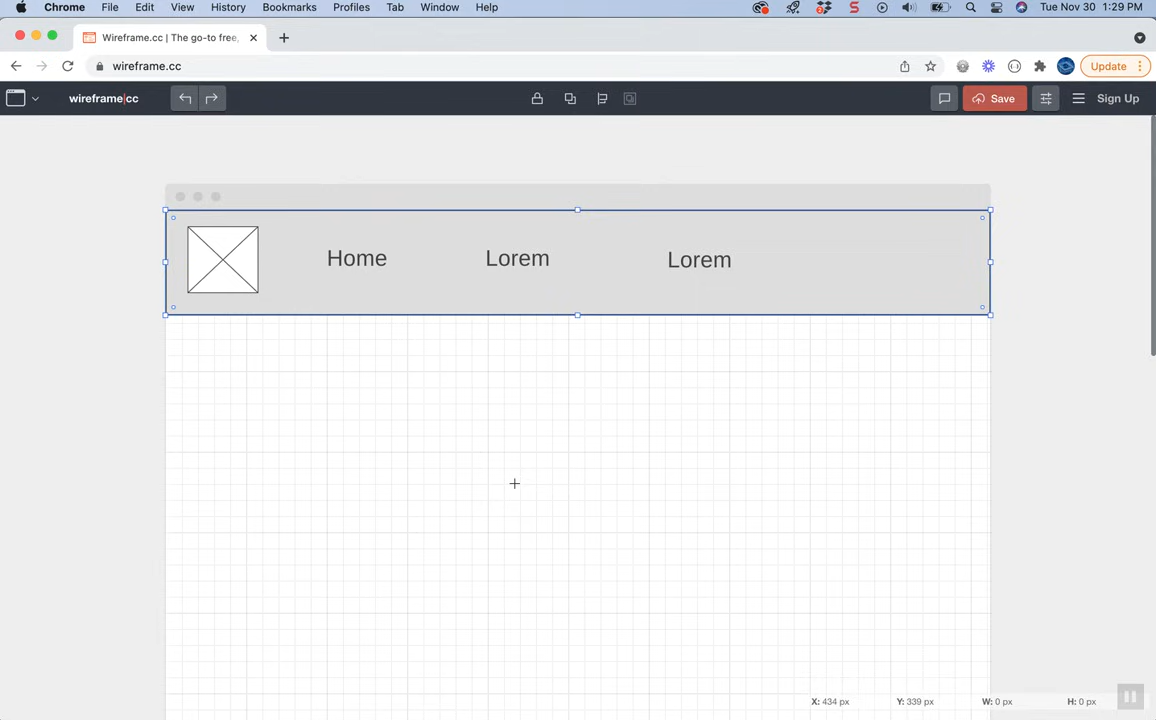 Chrome File Edit View History Bookmarks Profiles Tab Window Help Tue Nov 30 1:29 PM
Wireframe.cc | The go-to free,
wireframe.cc Update
wireframe|cc Save Sign Up
Home Lorem Lorem
X: 434 px Y: 339 px W: 0 px H: 0 px